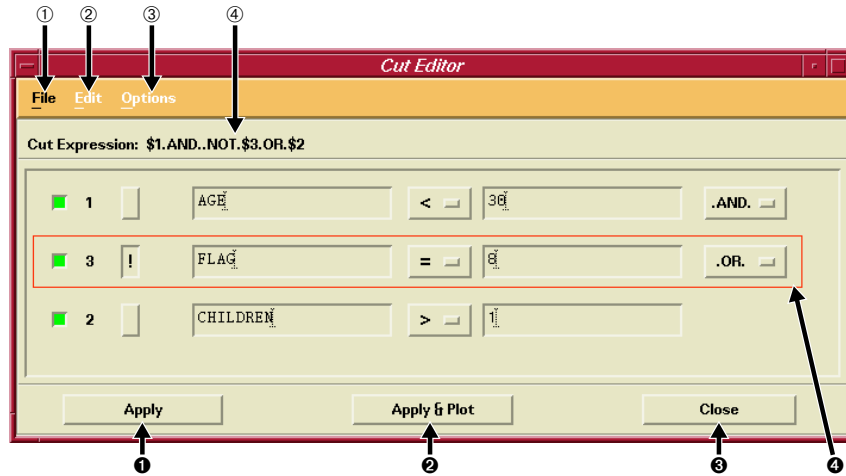 ① ② ③ ④
Cut Editor
File Edit Options
Cut Expression: $1.AND..NOT.$3.OR.$2
1 AGE < 30 .AND.
3 ! FLAG = 8 .OR.
2 CHILDREN > 1
Apply Apply & Plot Close
❶ ❷ ❸ ❹